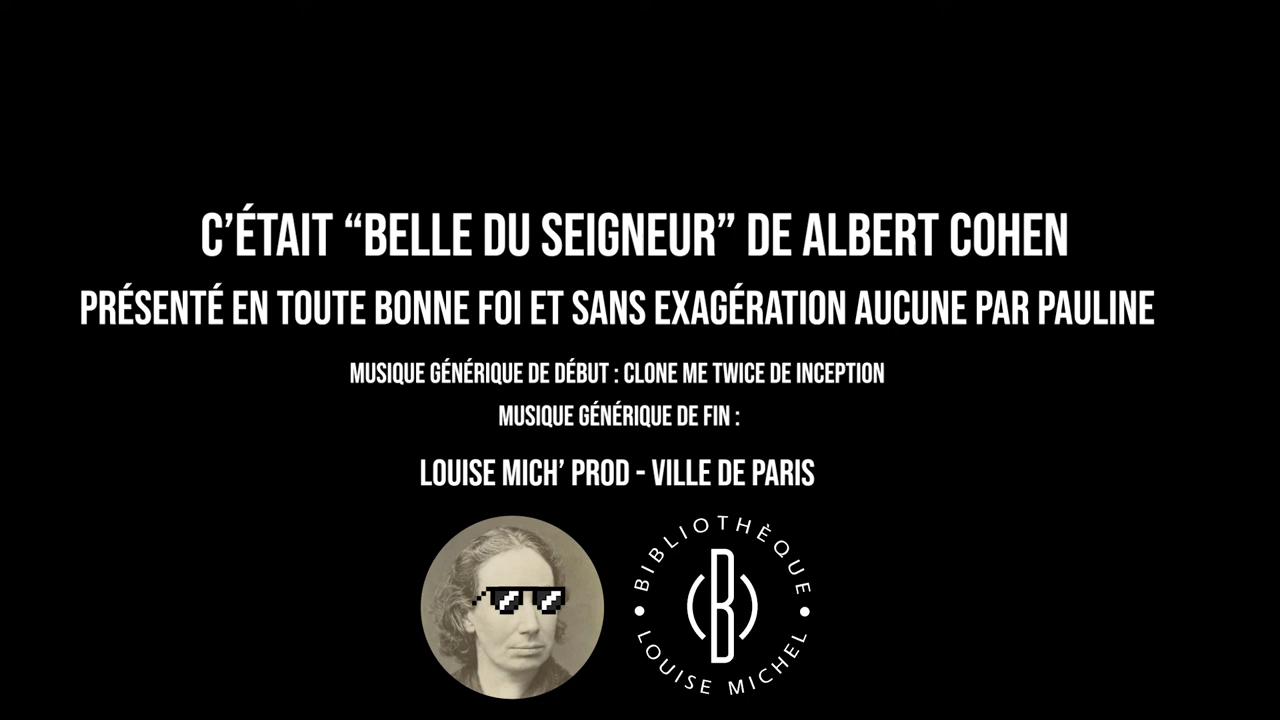 C'ÉTAIT “BELLE DU SEIGNEUR” DE ALBERT COHEN
PRÉSENTÉ EN TOUTE BONNE FOI ET SANS EXAGÉRATION AUCUNE PAR PAULINE
MUSIQUE GÉNÉRIQUE DE DÉBUT : CLONE ME TWICE DE INCEPTION
MUSIQUE GÉNÉRIQUE DE FIN :
LOUISE MICH' PROD - VILLE DE PARIS
BIBLIOTHÈQUE
B
LOUISE MICHEL